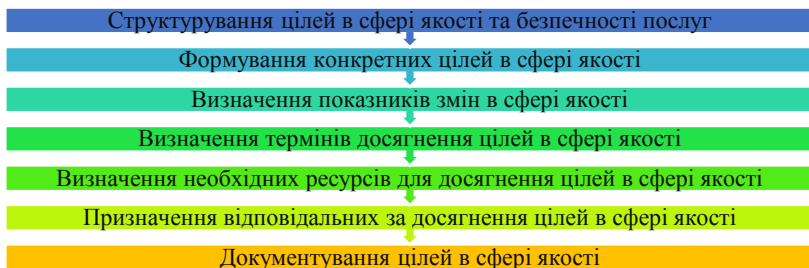 Структурування цілей в сфері якості та безпечності послуг
Формування конкретних цілей в сфері якості
Визначення показників змін в сфері якості
Визначення термінів досягнення цілей в сфері якості
Визначення необхідних ресурсів для досягнення цілей в сфері якості
Призначення відповідальних за досягнення цілей в сфері якості
Документування цілей в сфері якості